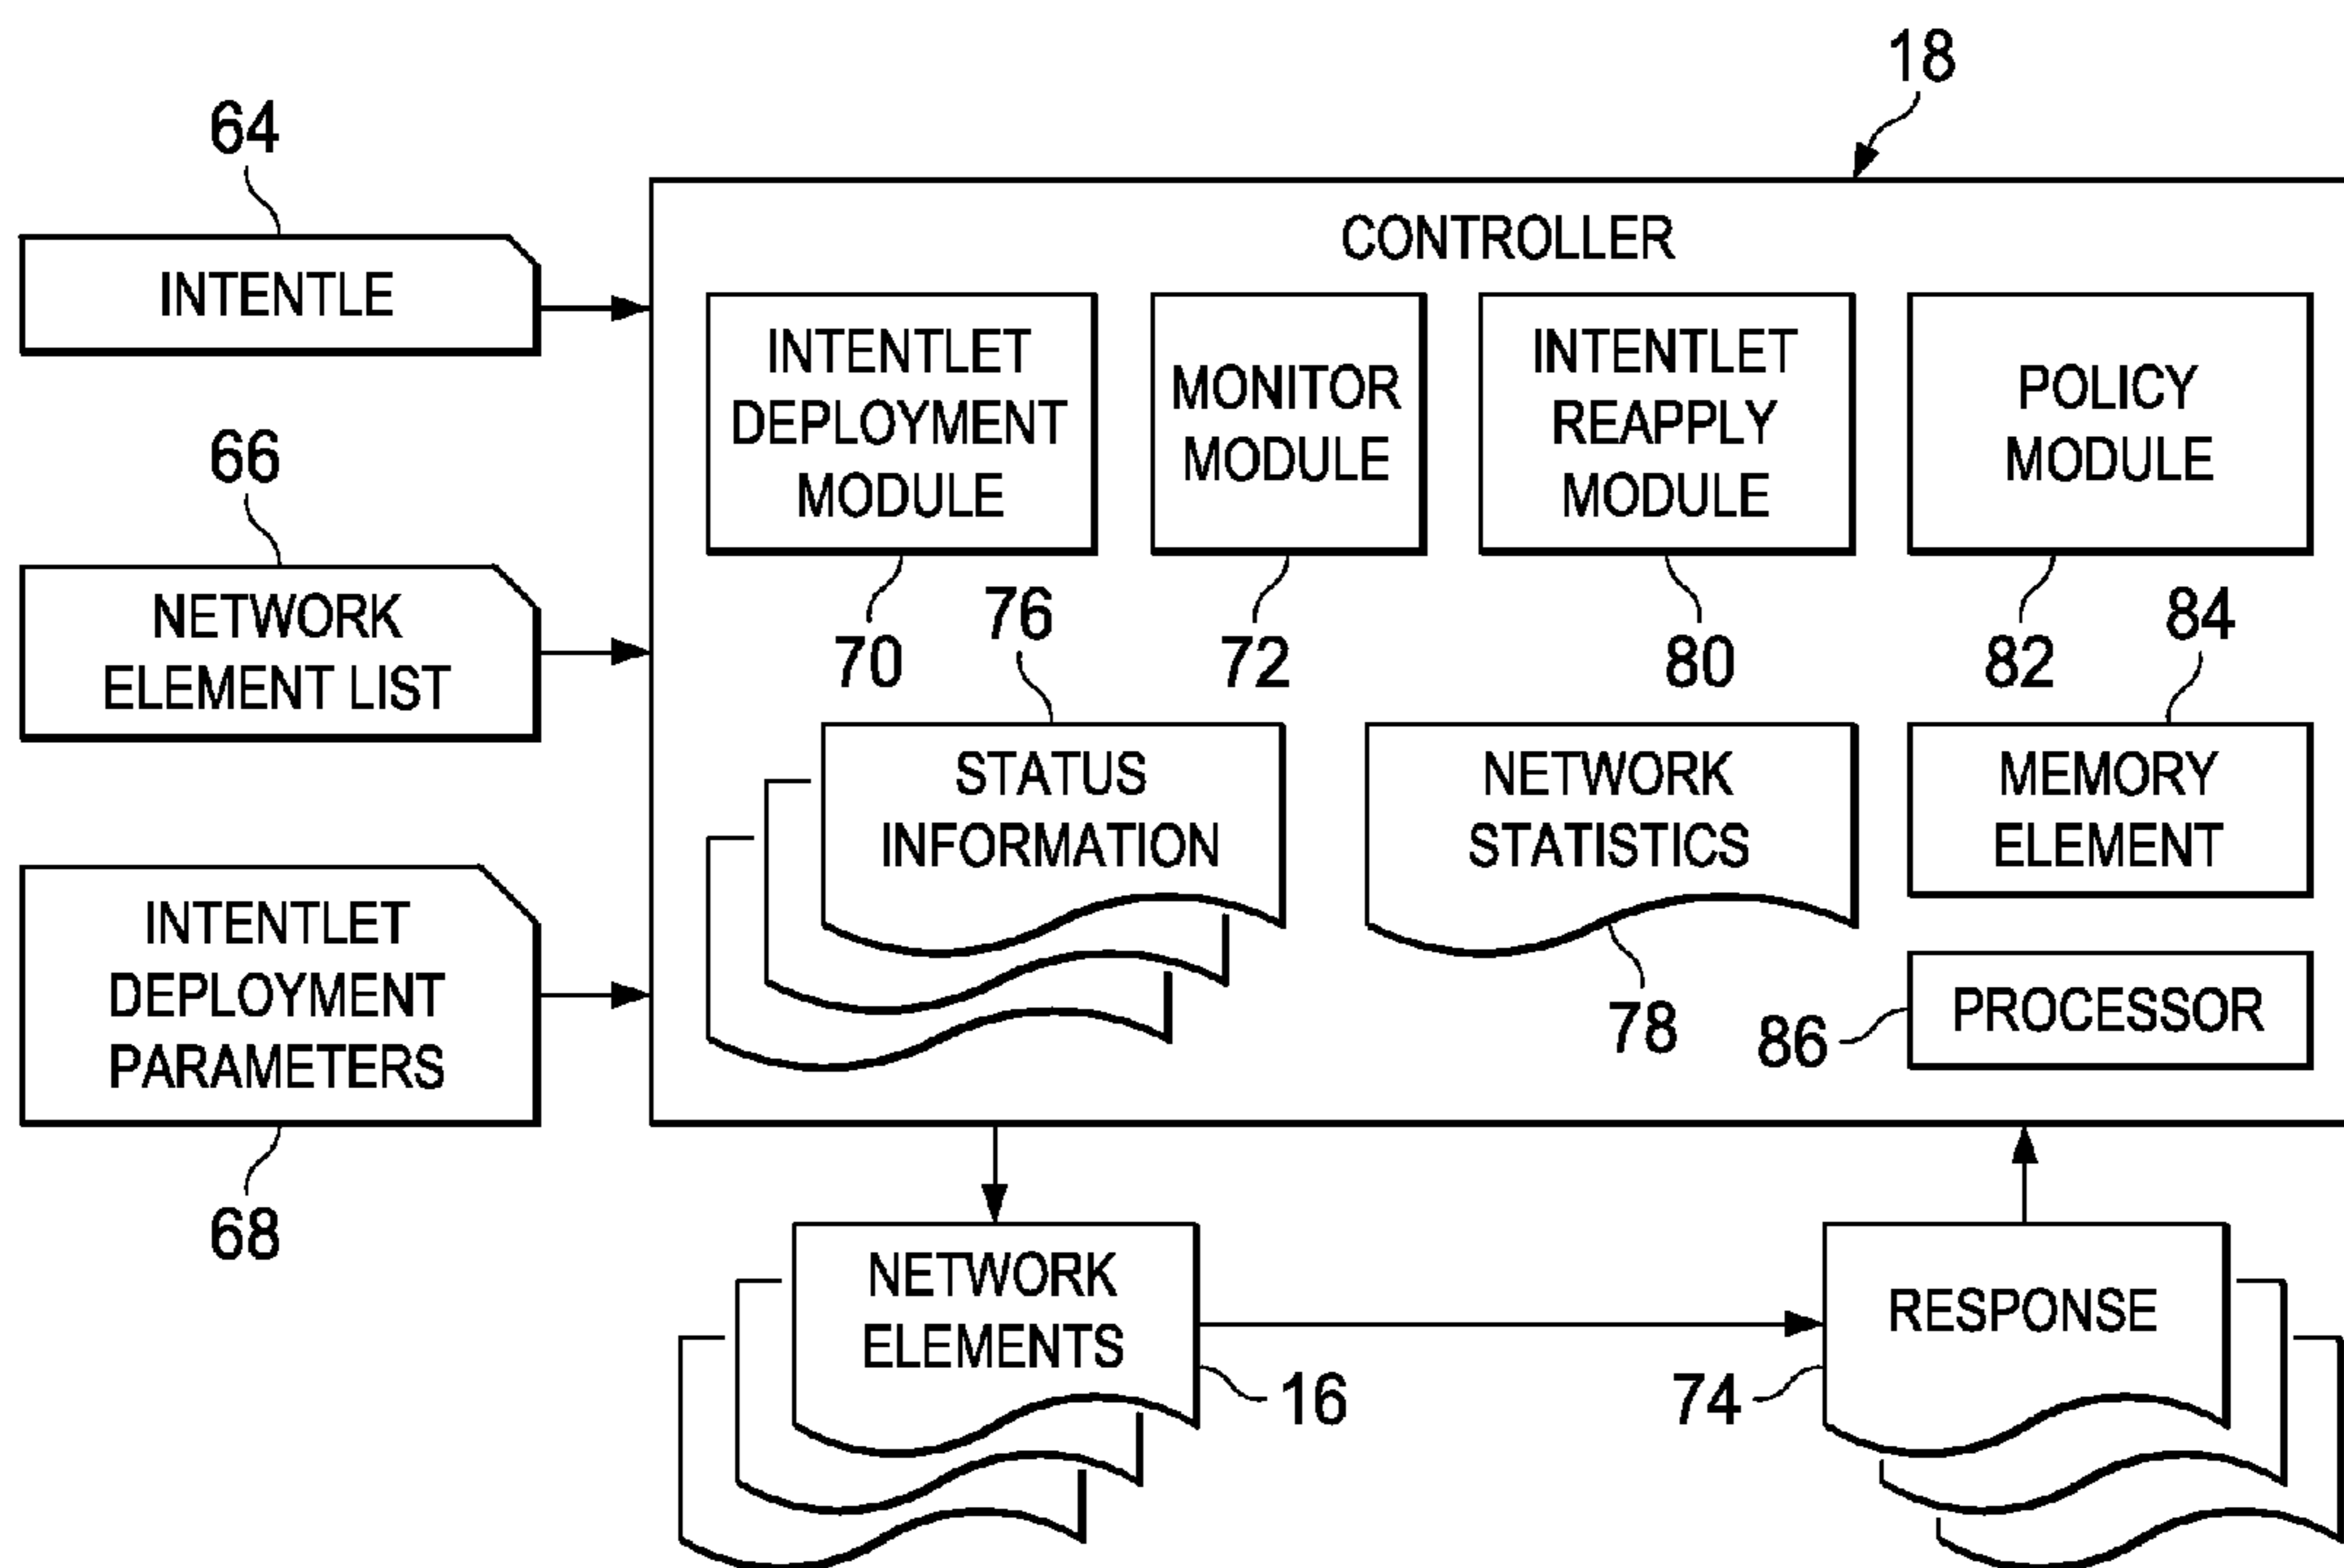 18
64
INTENTLE
CONTROLLER
INTENTLET
DEPLOYMENT
MODULE
MONITOR
MODULE
INTENTLET
REAPPLY
MODULE
POLICY
MODULE
66
NETWORK
ELEMENT LIST
70
76
72
80
82
84
STATUS
INFORMATION
NETWORK
STATISTICS
MEMORY
ELEMENT
INTENTLET
DEPLOYMENT
PARAMETERS
78
86
PROCESSOR
68
NETWORK
ELEMENTS
16
74
RESPONSE